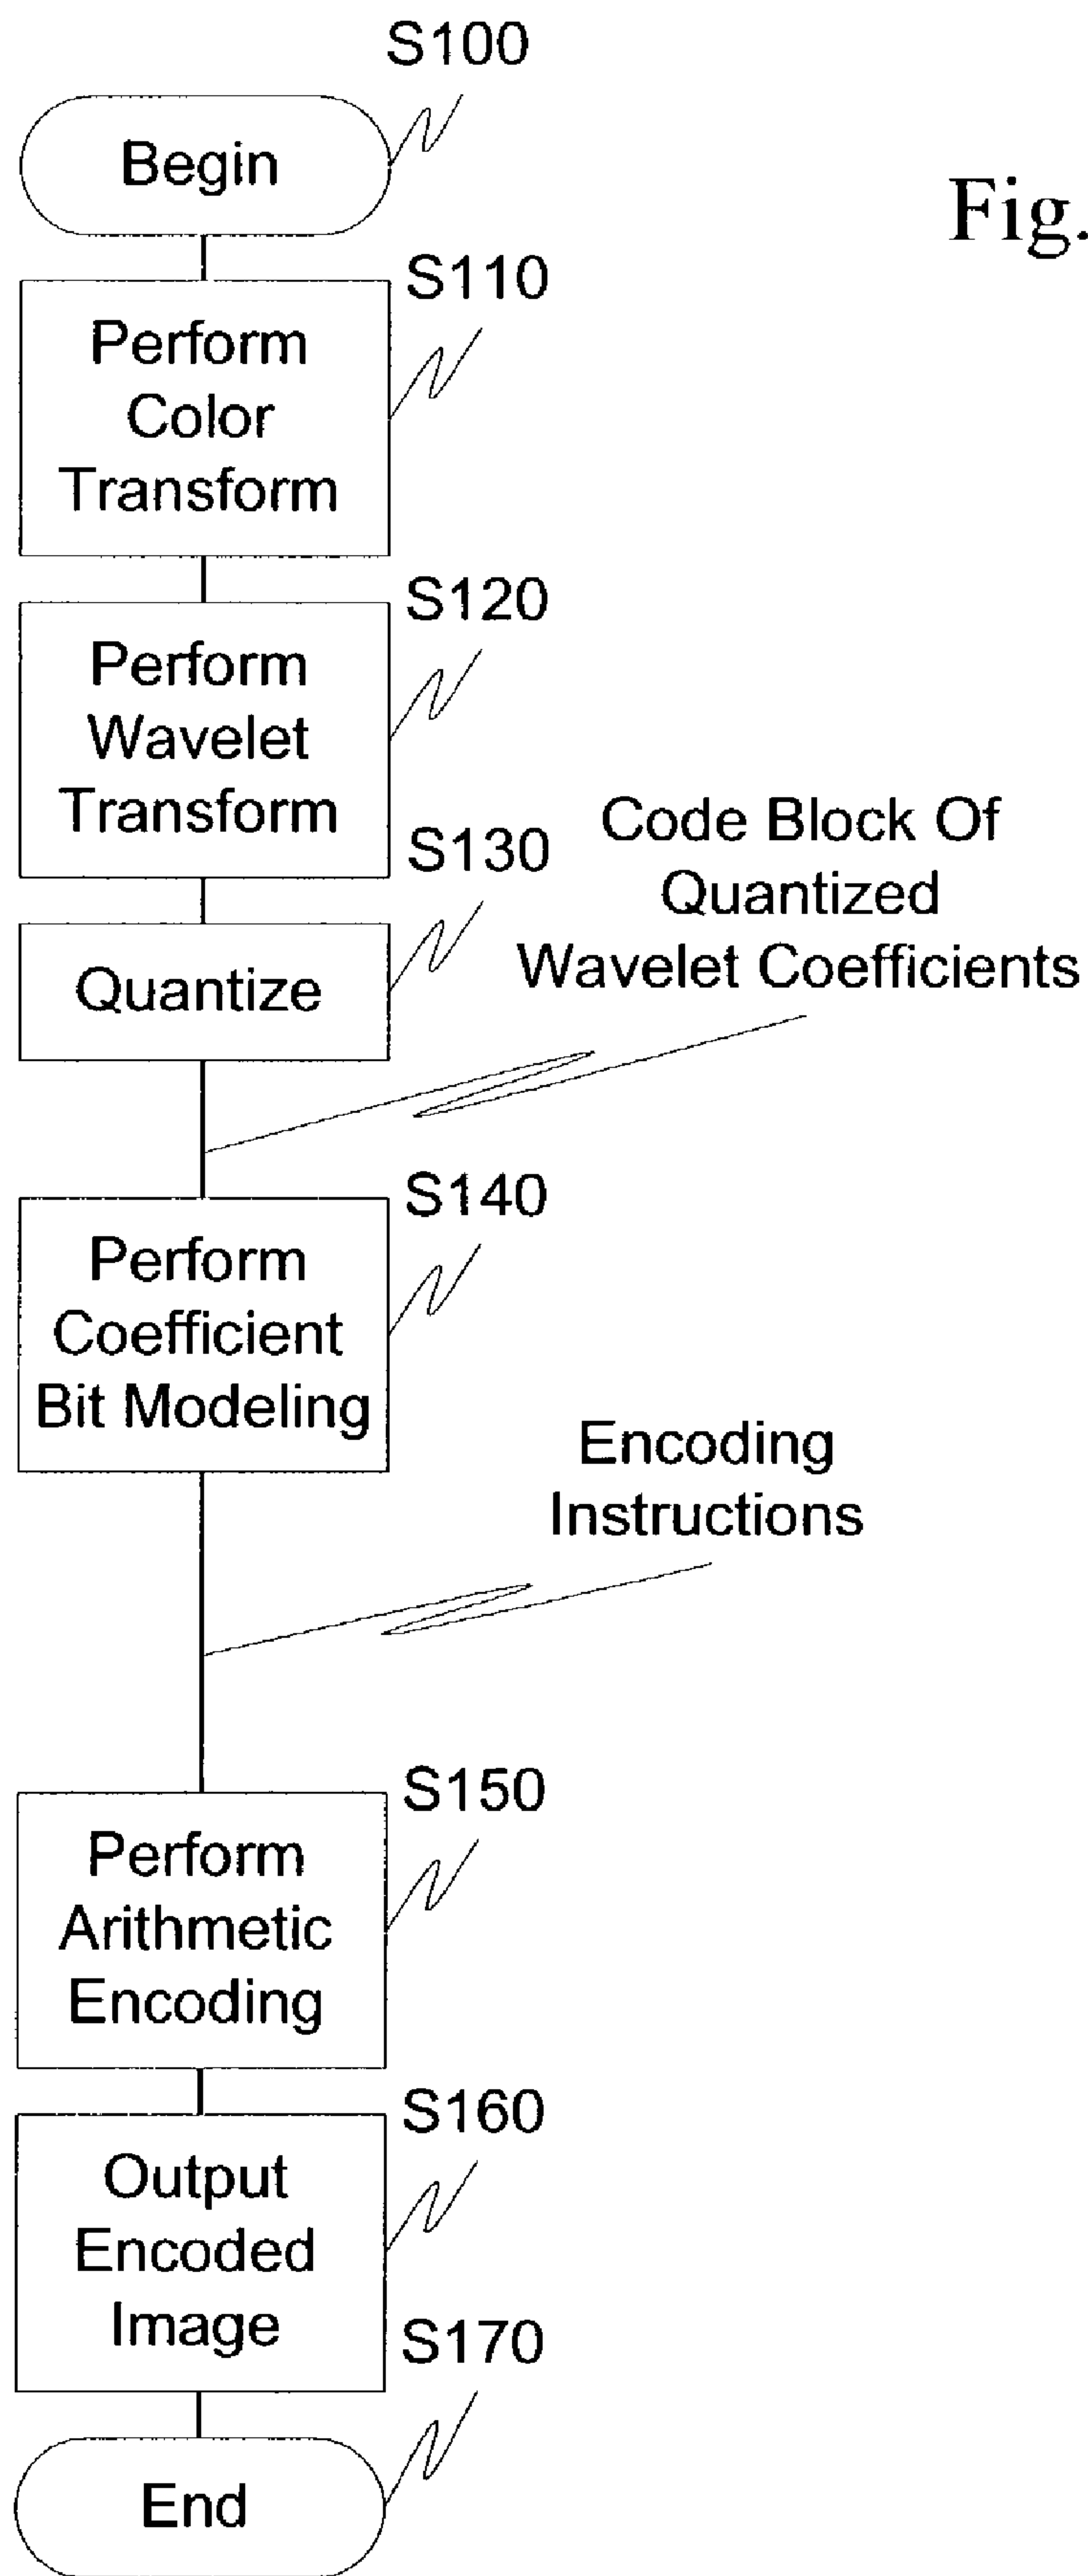 S100
Begin
Fig.
S110
Perform
Color
Transform
S120
Perform
Wavelet
Transform
S130
Code Block Of
Quantized
Wavelet Coefficients
Quantize
S140
Perform
Coefficient
Bit Modeling
Encoding
Instructions
S150
Perform
Arithmetic
Encoding
S160
Output
Encoded
Image
S170
End